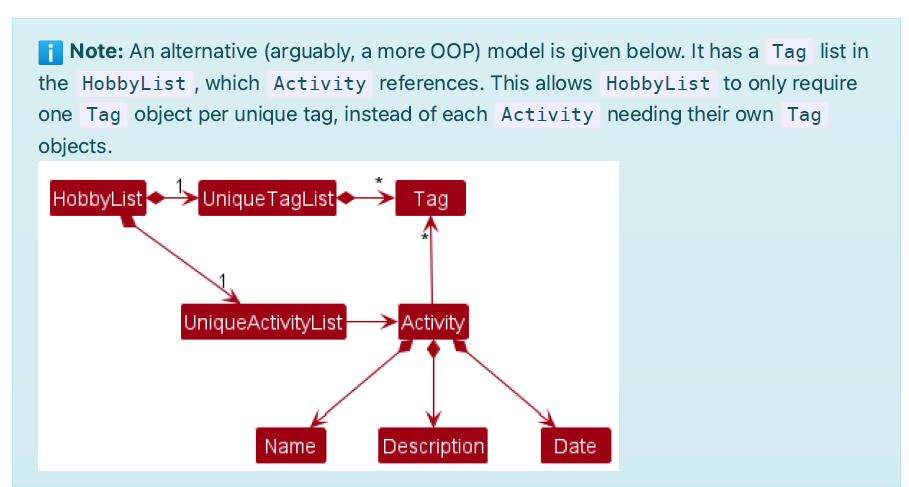 ℹ Note: An alternative (arguably, a more OOP) model is given below. It has a Tag list in
the HobbyList , which Activity references. This allows HobbyList to only require
one Tag object per unique tag, instead of each Activity needing their own Tag
objects.
HobbyList 1 UniqueTagList * Tag
*
1
UniqueActivityList Activity
Name Description Date